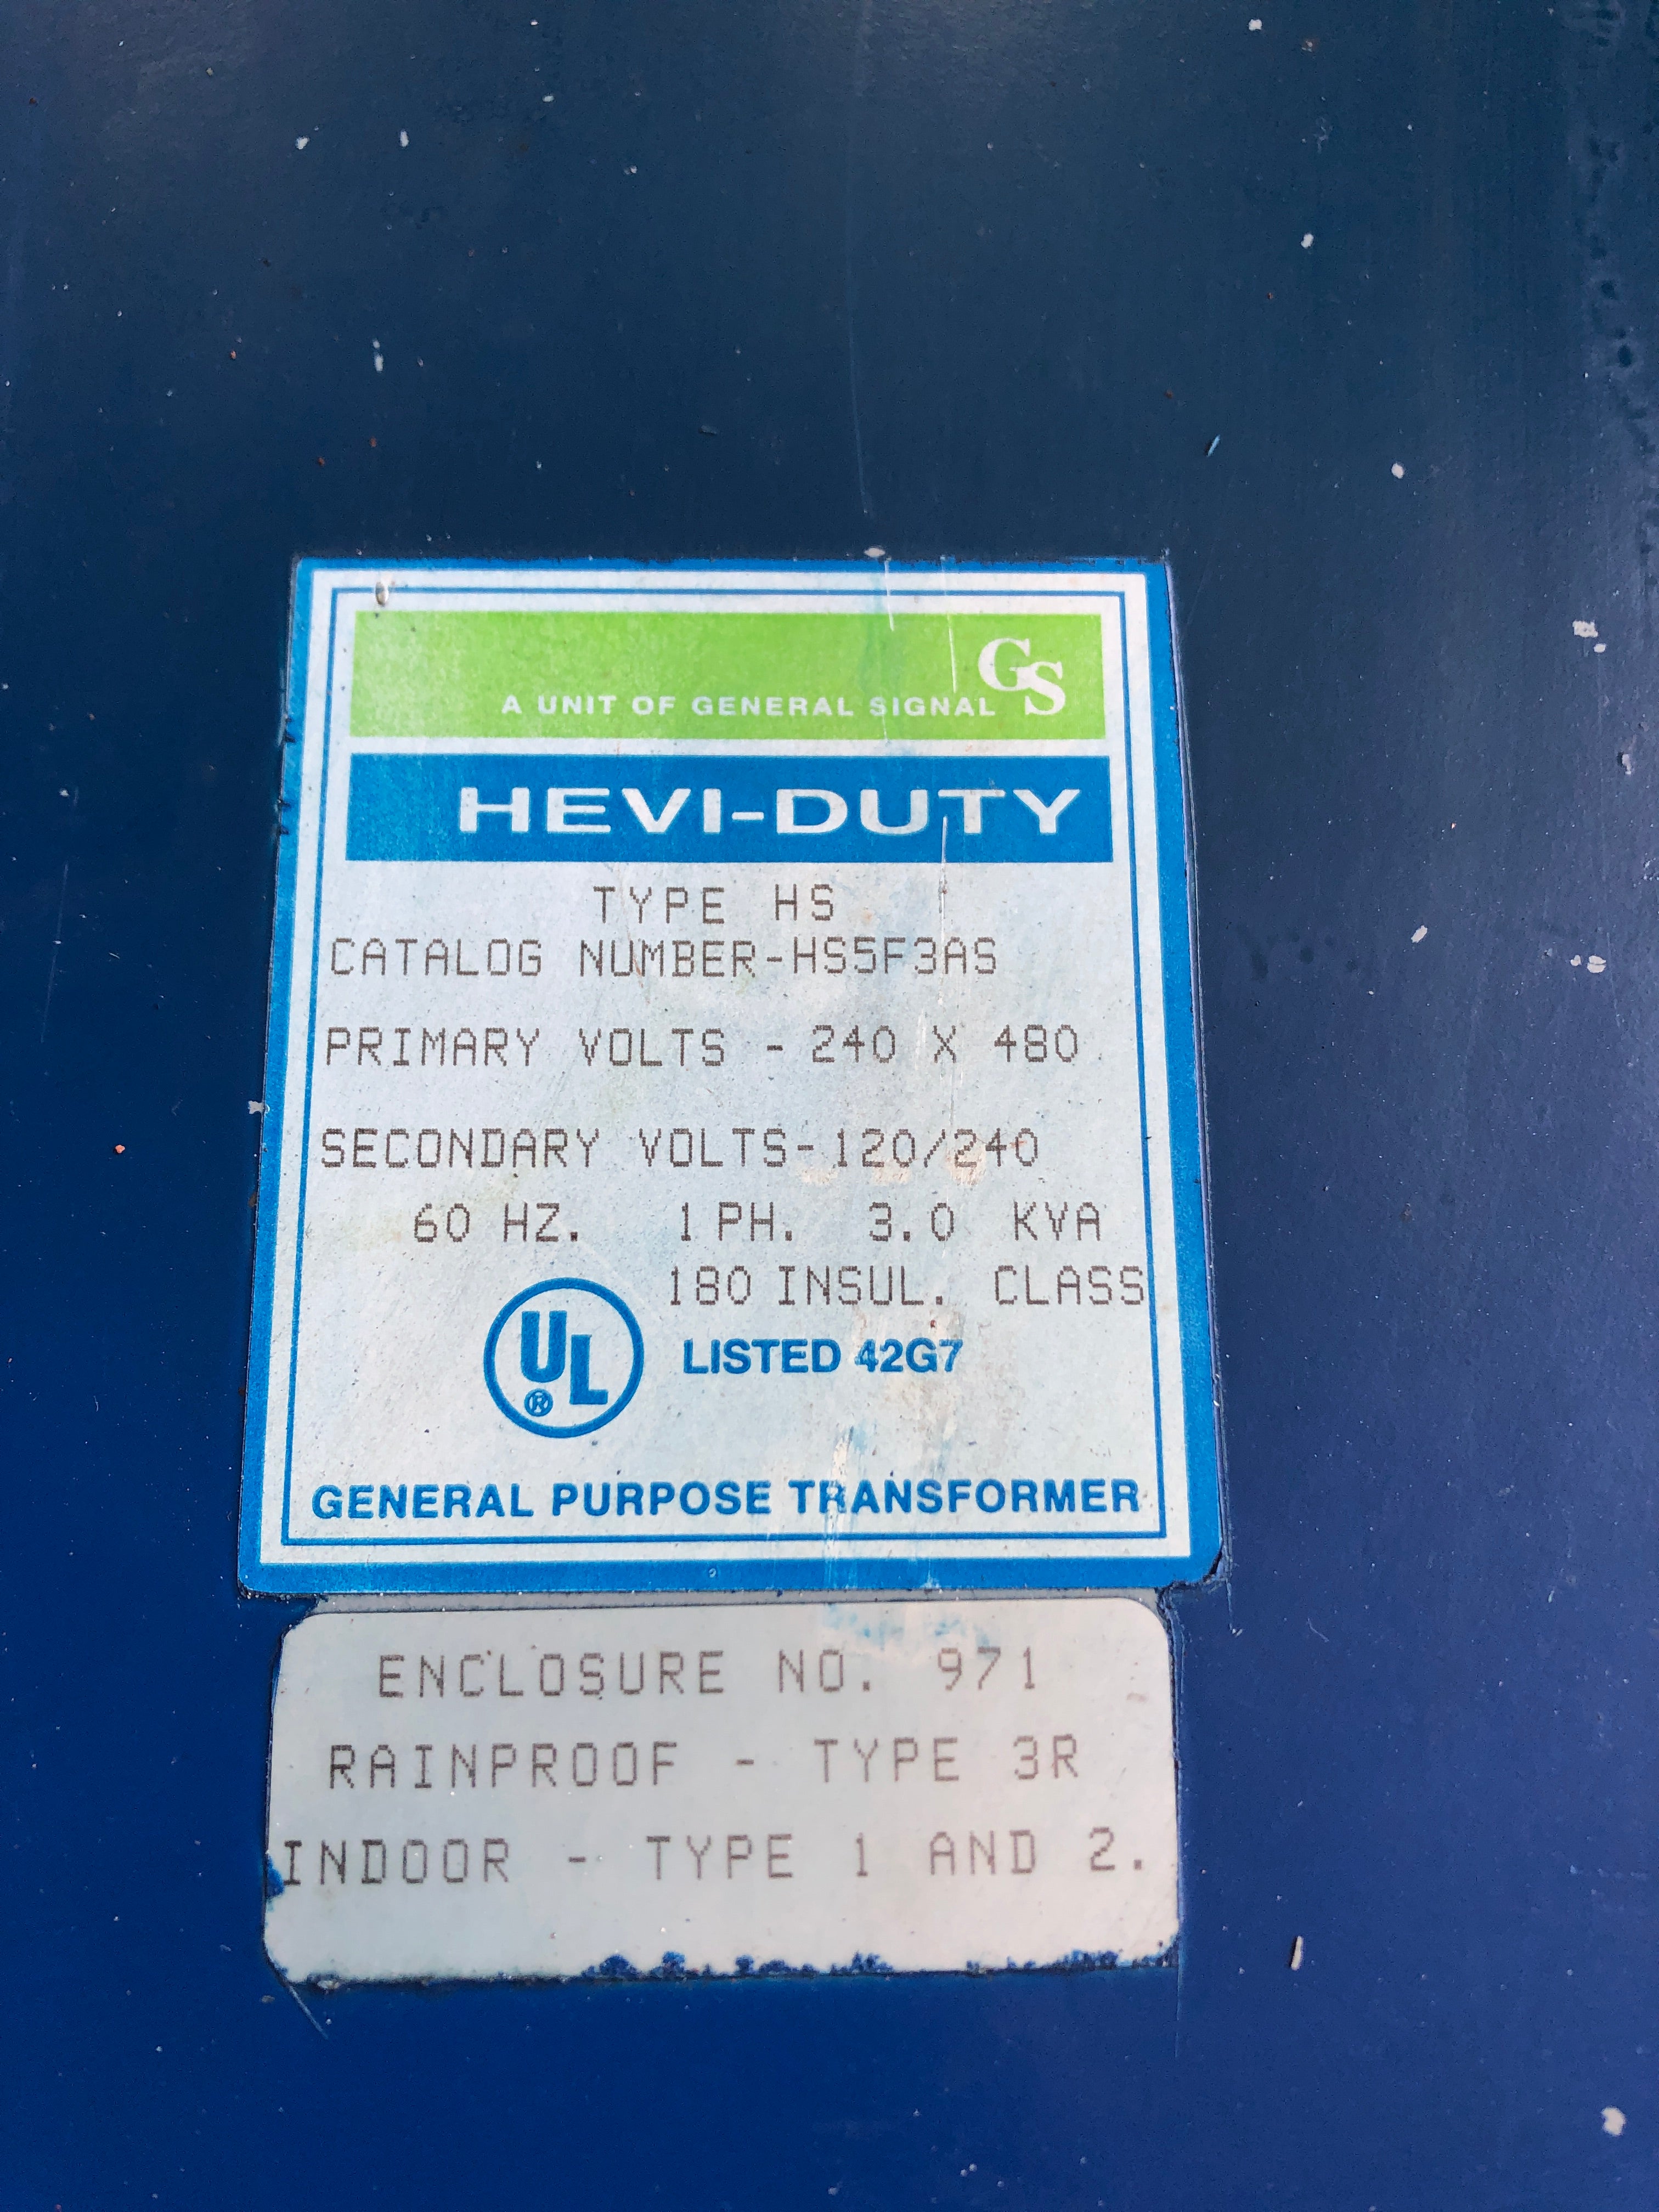 GS
A UNIT OF GENERAL SIGNAL
HEVI-DUTY
TYPE HS
CATALOG NUMBER-HS5F3AS
PRIMARY VOLTS - 240 X 480
SECONDARY VOLTS-120/240
60 HZ. 1 PH. 3.0 KVA
180 INSUL. CLASS
UL® LISTED 42G7
GENERAL PURPOSE TRANSFORMER
ENCLOSURE NO. 971
RAINPROOF - TYPE 3R
INDOOR - TYPE 1 AND 2.